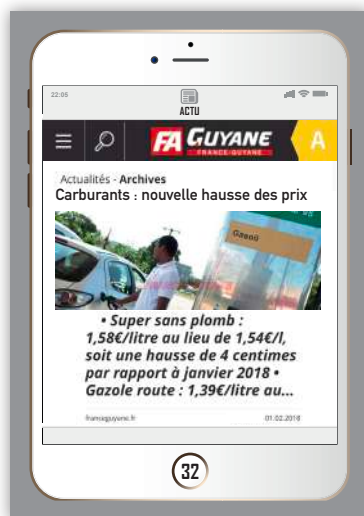 22:05
ACTU
FA GUYANE
FRANCE-GUYANE
A
Actualités - Archives
Carburants : nouvelle hausse des prix
Gasoil
• Super sans plomb :
1,58€/litre au lieu de 1,54€/l,
soit une hausse de 4 centimes
par rapport à janvier 2018 •
Gazole route : 1,39€/litre au...
franceguyane.fr
01.02.2018
32